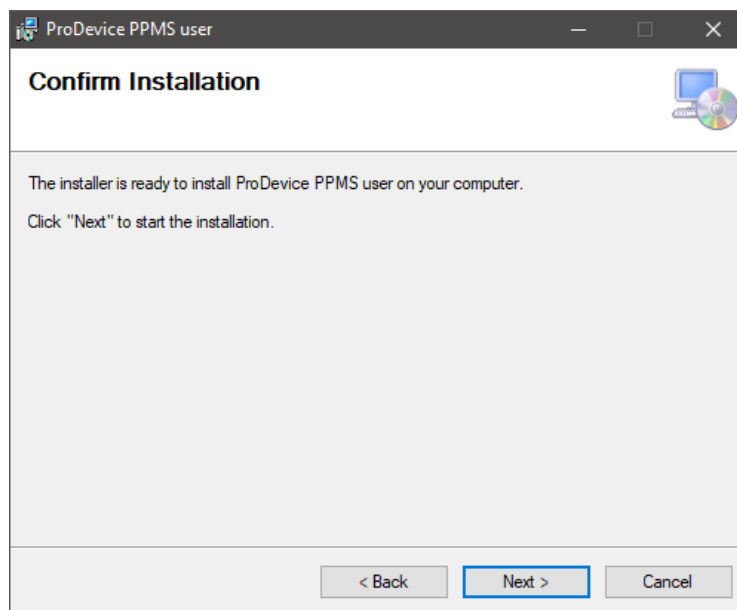 ProDevice PPMS user
Confirm Installation
The installer is ready to install ProDevice PPMS user on your computer.
Click "Next" to start the installation.
< Back
Next >
Cancel